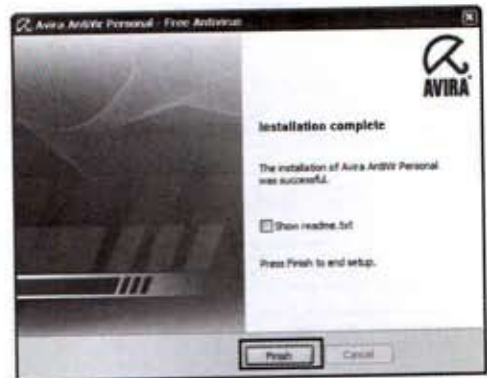 Avira AntiVir Personal - Free Antivirus
AVIRA
Installation complete
The installation of Avira AntiVir Personal
was successful.
Show readme.txt
Press Finish to end setup.
Finish
Cancel